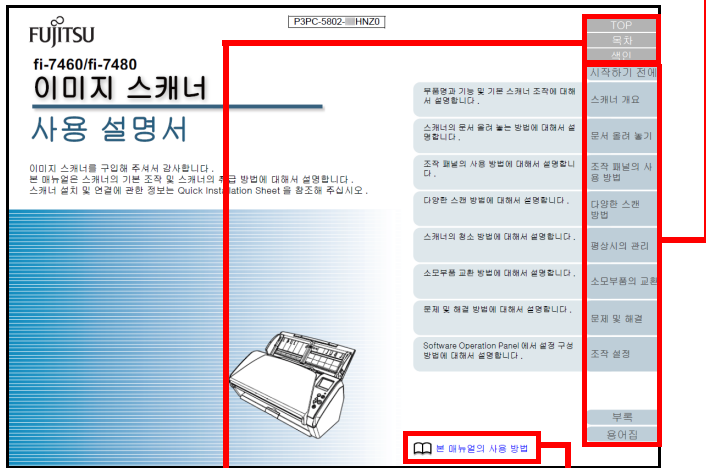 P3PC-5802-HNZ0
FUJITSU
fi-7460/fi-7480
이미지 스캐너
사용 설명서
이미지 스캐너를 구입해 주셔서 감사합니다.
본 매뉴얼은 스캐너의 기본 조작 및 스캐너의 취급 방법에 대해서 설명합니다.
스캐너 설치 및 연결에 관한 정보는 Quick Installation Sheet 을 참조해 주십시오.
TOP
목차
색인
시작하기 전에
부품명과 기능 및 기본 스캐너 조작에 대해
서 설명합니다.
스캐너 개요
스캐너의 문서 올려 놓는 방법에 대해서 설
명합니다.
문서 올려 놓기
조작 패널의 사용 방법에 대해서 설명합니
다.
조작 패널의 사
용 방법
다양한 스캔 방법에 대해서 설명합니다.
다양한 스캔
방법
스캐너의 청소 방법에 대해서 설명합니다.
평상시의 관리
소모부품 교환 방법에 대해서 설명합니다.
소모부품의 교환
문제 및 해결 방법에 대해서 설명합니다.
문제 및 해결
Software Operation Panel 에서 설정 구성
방법에 대해서 설명합니다.
조작 설정
부록
용어집
본 매뉴얼의 사용 방법